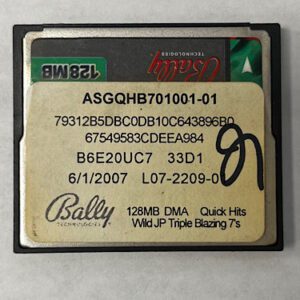 128MB
Bally
TECHNOLOGIES
ASGQHB701001-01
79312B5DBC0DB10C643896B0
67549583CDEEA984
B6E20UC7 33D1
6/1/2007 L07-2209-0
Bally
TECHNOLOGIES
128MB DMA Quick Hits
Wild JP Triple Blazing 7's